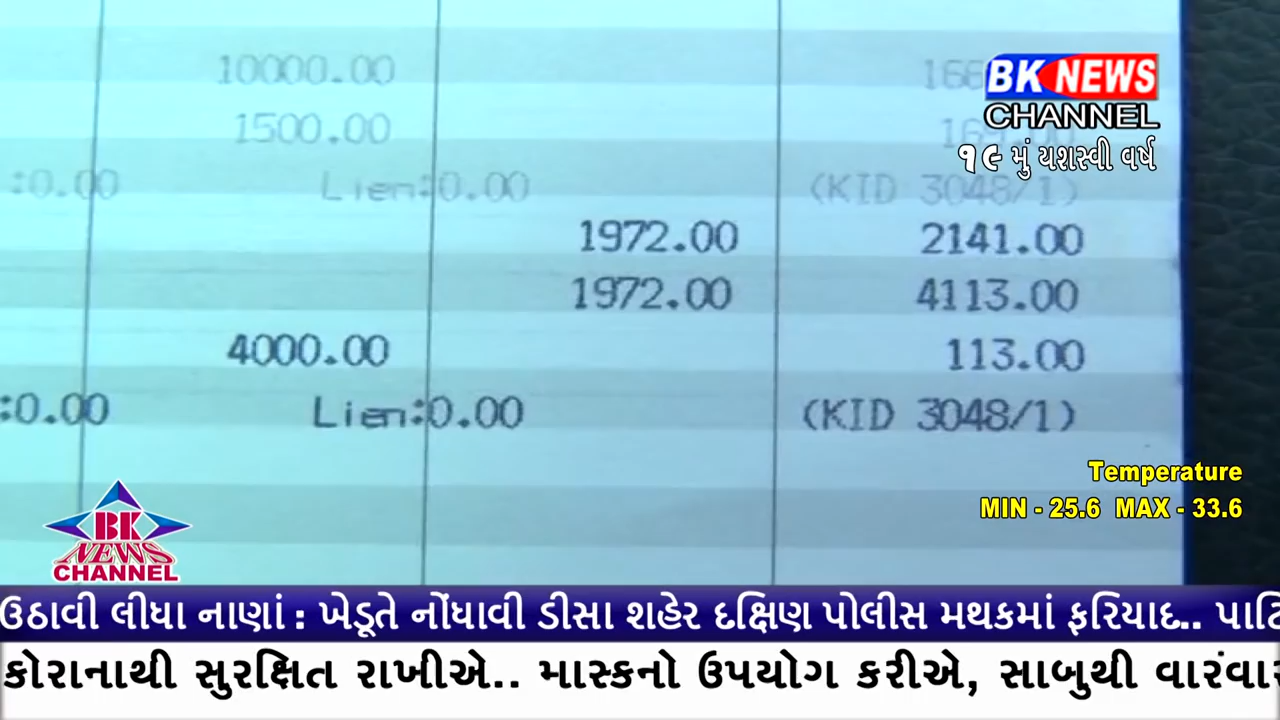 10000.00
1500.00
BK NEWS
CHANNEL
૧૯ મું યશસ્વી વર્ષ
:0.00 Lien:0.00 (KID 3048/1)
1972.00 2141.00
1972.00 4113.00
4000.00 113.00
:0.00 Lien:0.00 (KID 3048/1)
Temperature
MIN - 25.6 MAX - 33.6
BK
NEWS
CHANNEL
ઉઠાવી લીધા નાણાં : ખેડૂતે નોંધાવી ડીસા શહેર દક્ષિણ પોલીસ મથકમાં ફરિયાદ..
કોરાનાથી સુરક્ષિત રાખીએ.. માસ્કનો ઉપયોગ કરીએ, સાબુથી